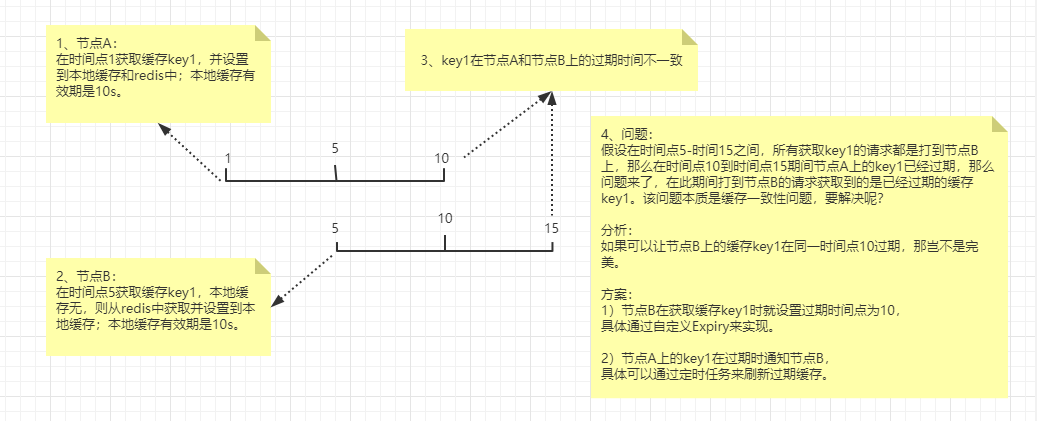 1、节点A：
在时间点1获取缓存key1，并设置
到本地缓存和redis中；本地缓存有
效期是10s。
3、key1在节点A和节点B上的过期时间不一致
1
5
10
5
10
15
2、节点B：
在时间点5获取缓存key1，本地缓
存无，则从redis中获取并设置到本
地缓存；本地缓存有效期是10s。
4、问题：
假设在时间点5-时间15之间，所有获取key1的请求都是打到节点B
上，那么在时间点10到时间点15期间节点A上的key1已经过期，那么
问题来了，在此期间打到节点B的请求获取到的是已经过期的缓存
key1。该问题本质是缓存一致性问题，要解决呢？
分析：
如果可以让节点B上的缓存key1在同一时间点10过期，那岂不是完
美。
方案：
1）节点B在获取缓存key1时就设置过期时间点为10，
具体通过自定义Expiry来实现。
2）节点A上的key1在过期时通知节点B，
具体可以通过定时任务来刷新过期缓存。